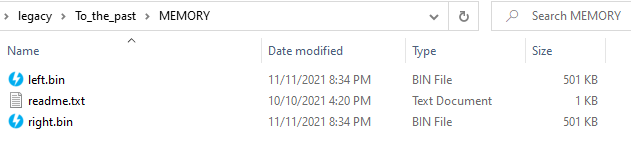 legacy > To_the_past > MEMORY
Search MEMORY
Name Date modified Type Size
left.bin 11/11/2021 8:34 PM BIN File 501 KB
readme.txt 10/10/2021 4:20 PM Text Document 1 KB
right.bin 11/11/2021 8:34 PM BIN File 501 KB